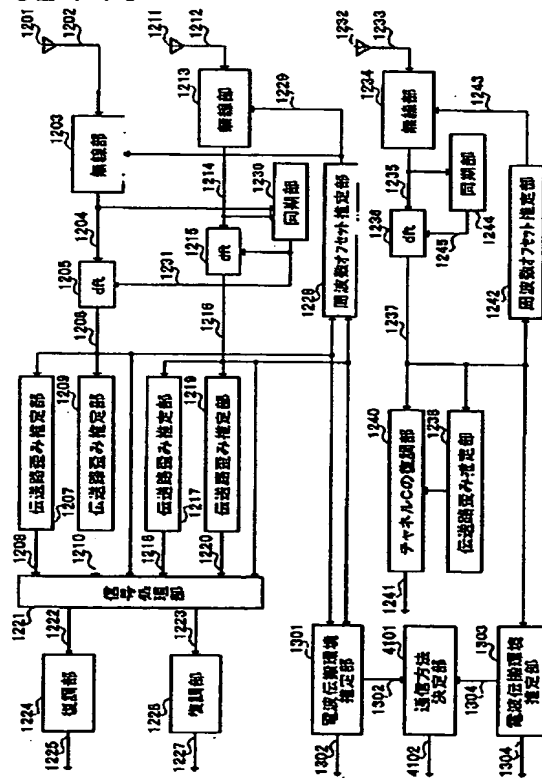 1201
1202
1203
無線部
1204
1205
dft
1206
1207
伝送路歪み推定部
1208
1209
伝送路歪み推定部
1210
1211
1212
1213
無線部
1214
1215
dft
1216
1217
伝送路歪み推定部
1218
1219
伝送路歪み推定部
1220
1221
信号処理部
1222
1223
1224
復調部
1225
1226
復調部
1227
1228
周波数オフセット推定部
1229
1230
同期部
1231
1232
1233
1234
無線部
1235
1236
dft
1237
1238
伝送路歪み推定部
1240
チャネルCの復調部
1241
1242
周波数オフセット推定部
1243
1244
同期部
1245
1301
電波伝搬環境
推定部
1302
1302
4101
通信方法
決定部
4102
1303
電波伝搬環境
推定部
1304
1304